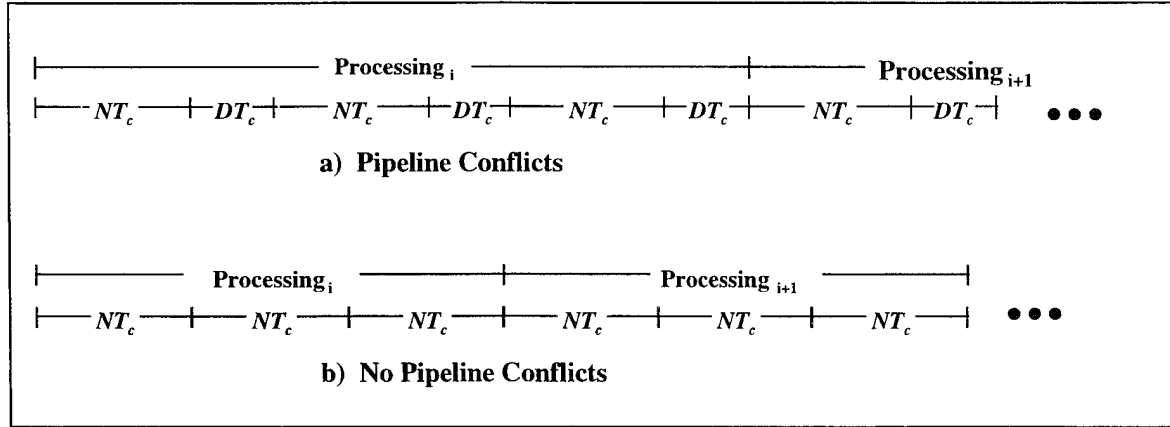 Processing i Processing i+1
NTc DTc NTc DTc NTc DTc NTc DTc ●●●
a) Pipeline Conflicts
Processing i Processing i+1
NTc NTc NTc NTc NTc NTc ●●●
b) No Pipeline Conflicts